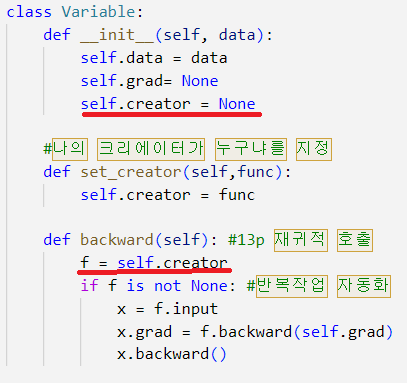 class Variable:
    def __init__(self, data):
        self.data = data
        self.grad= None
        self.creator = None

    #나의 크리에이터가 누구냐를 지정
    def set_creator(self,func):
        self.creator = func

    def backward(self): #13p 재귀적 호출
        f = self.creator
        if f is not None: #반복작업 자동화
            x = f.input
            x.grad = f.backward(self.grad)
            x.backward()